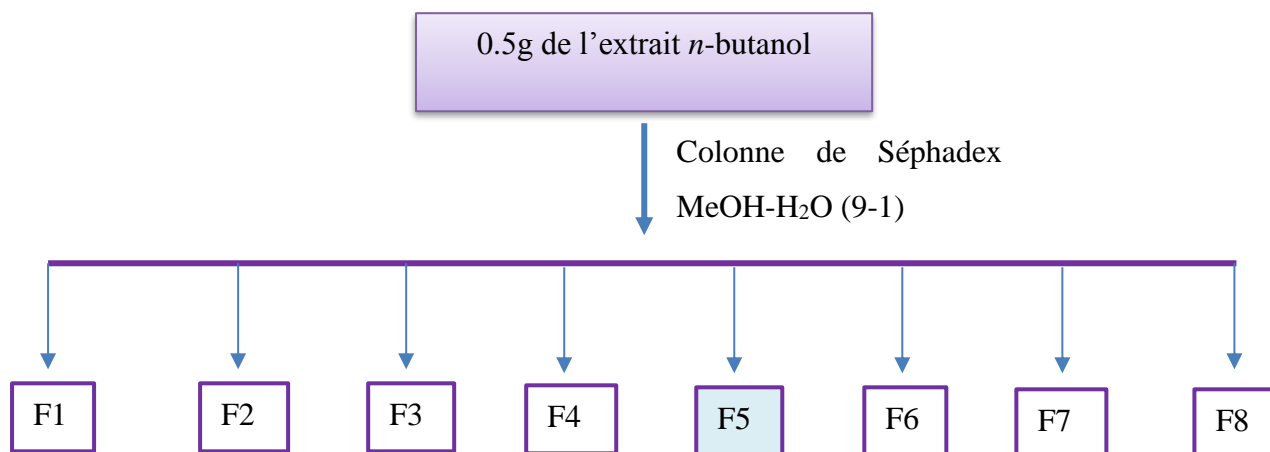 0.5g de l’extrait n-butanol
Colonne de Séphadex
MeOH-H₂O (9-1)
F1 F2 F3 F4 F5 F6 F7 F8